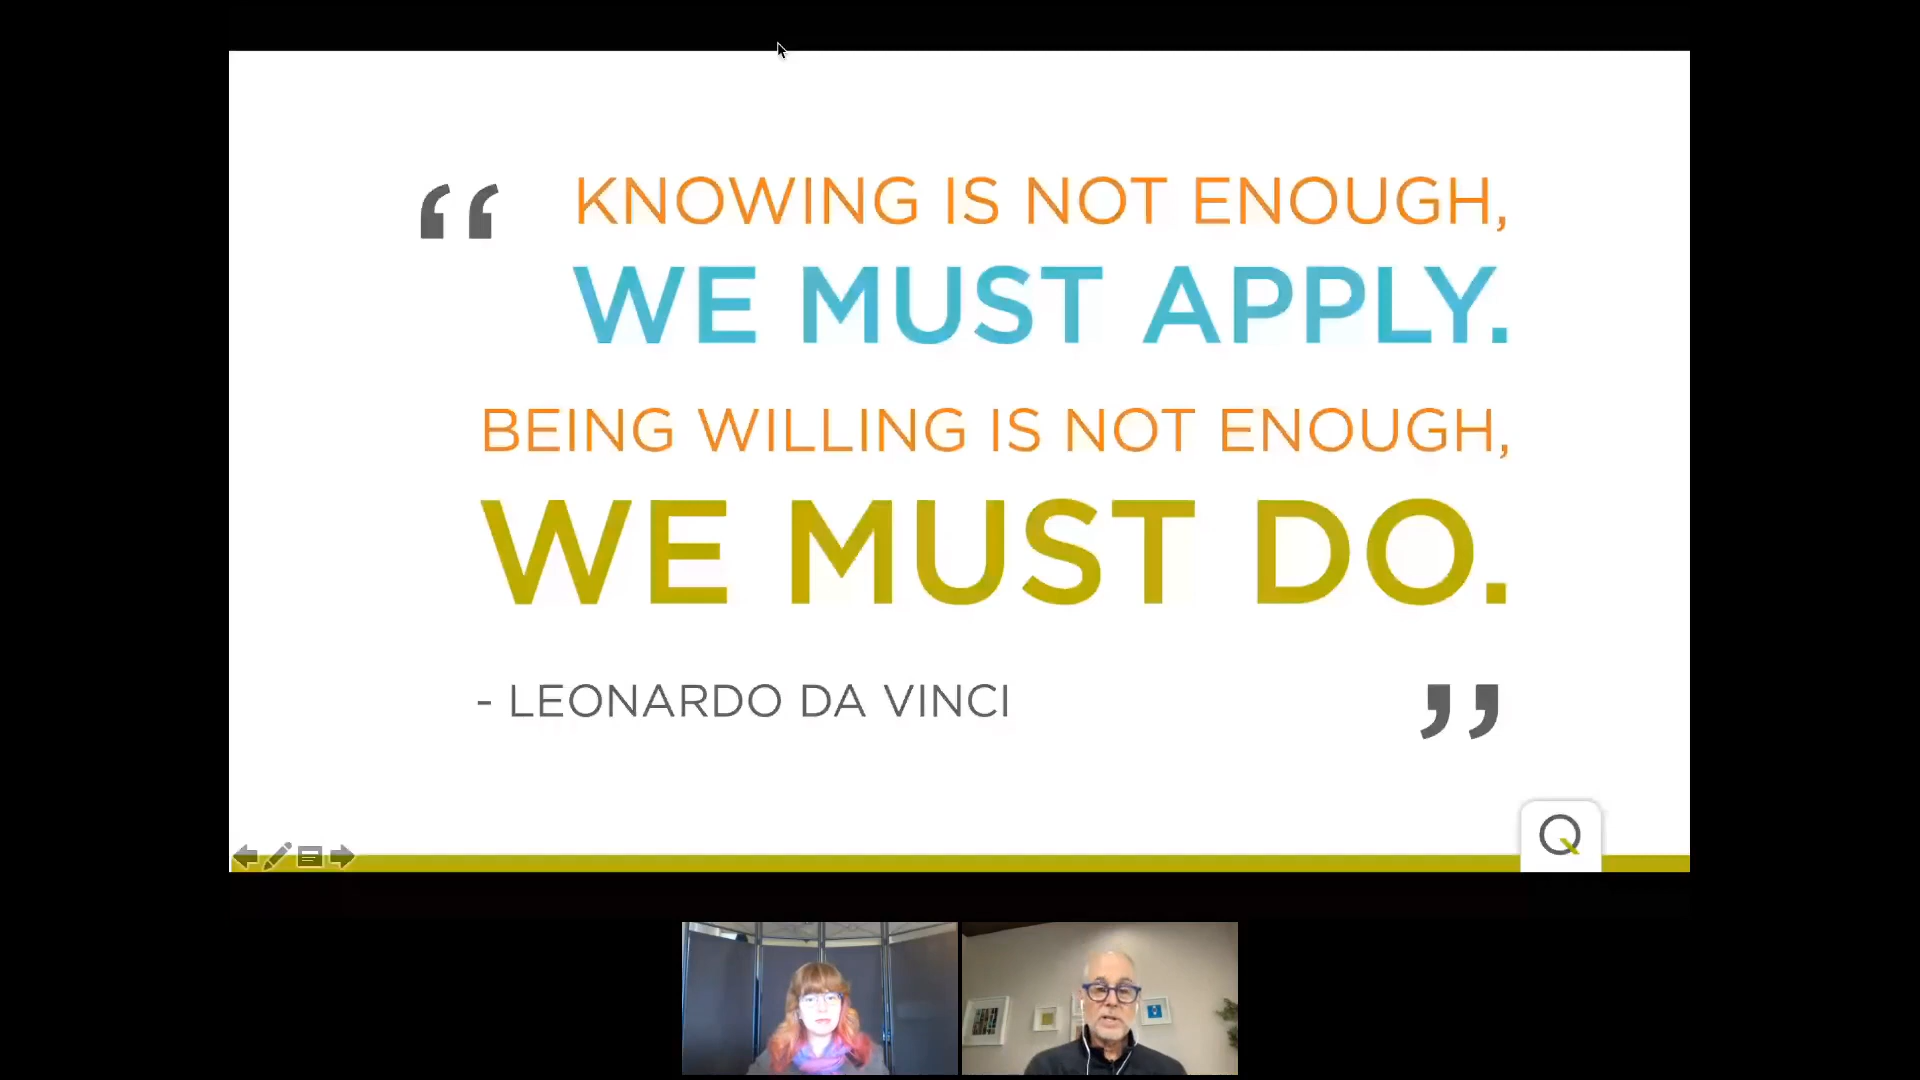 “ KNOWING IS NOT ENOUGH,
WE MUST APPLY.
BEING WILLING IS NOT ENOUGH,
WE MUST DO.
- LEONARDO DA VINCI ”
Q